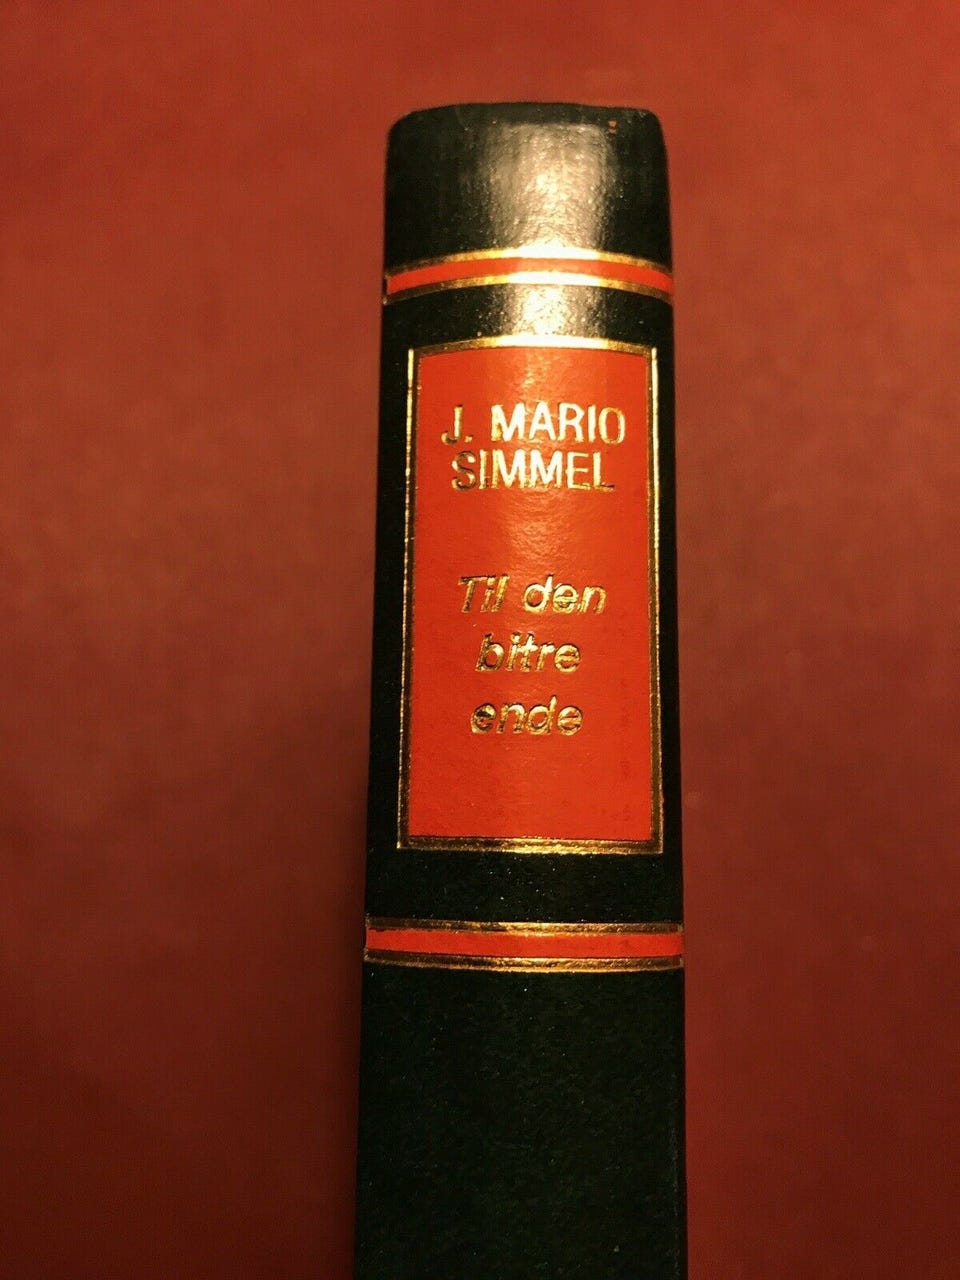 J. MARIO
SIMMEL
Til den
bitre
ende